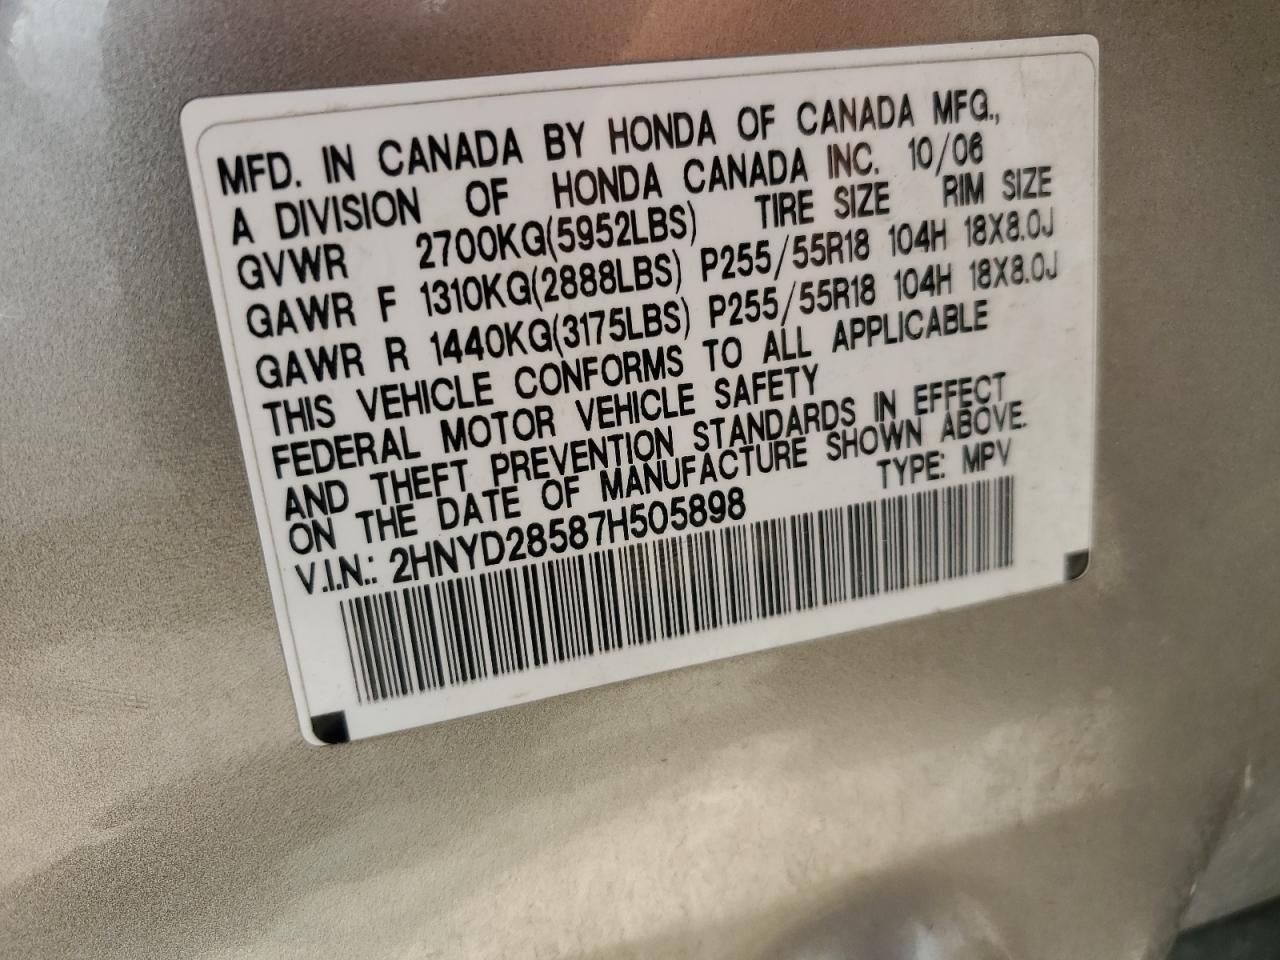 MFD. IN CANADA BY HONDA OF CANADA MFG.,
A DIVISION OF HONDA CANADA INC. 10/06
GVWR 2700KG(5952LBS) TIRE SIZE RIM SIZE
GAWR F 1310KG(2888LBS) P255/55R18 104H 18X8.0J
GAWR R 1440KG(3175LBS) P255/55R18 104H 18X8.0J
THIS VEHICLE CONFORMS TO ALL APPLICABLE
FEDERAL MOTOR VEHICLE SAFETY
AND THEFT PREVENTION STANDARDS IN EFFECT
ON THE DATE OF MANUFACTURE SHOWN ABOVE.
V.I.N.: 2HNYD28587H505898 TYPE: MPV